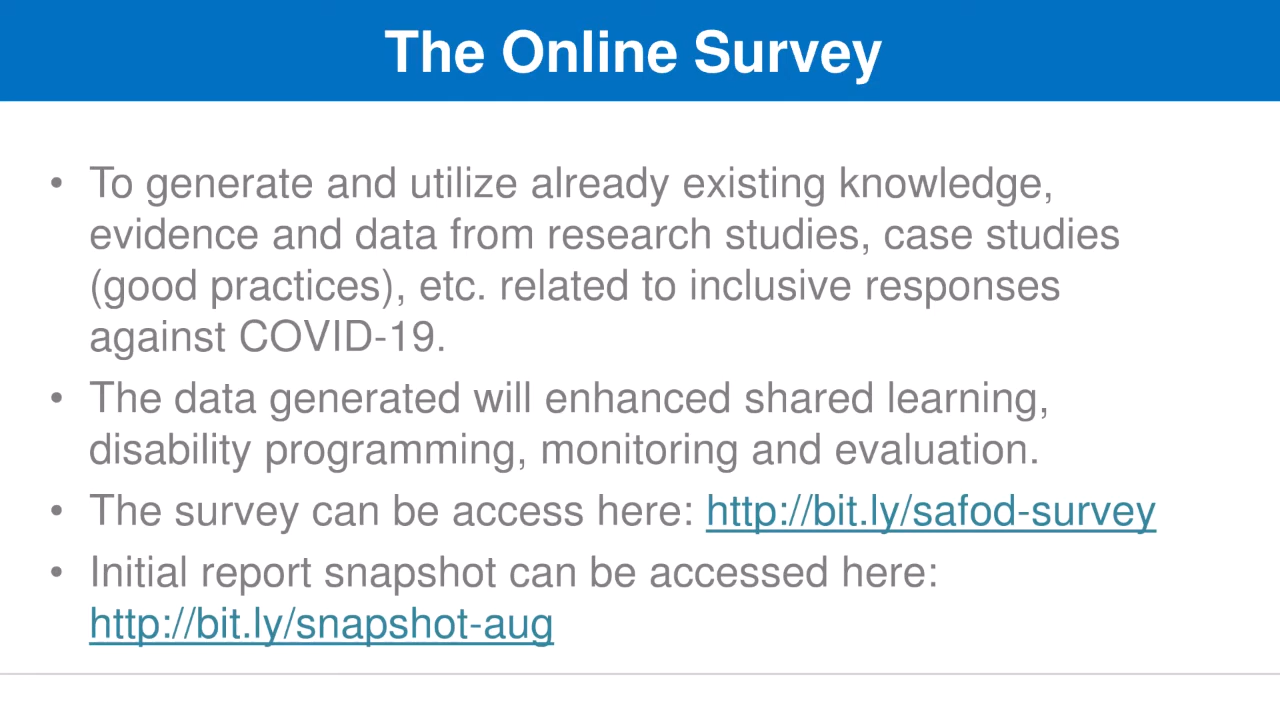 The Online Survey
• To generate and utilize already existing knowledge,
evidence and data from research studies, case studies
(good practices), etc. related to inclusive responses
against COVID-19.
• The data generated will enhanced shared learning,
disability programming, monitoring and evaluation.
• The survey can be access here: http://bit.ly/safod-survey
• Initial report snapshot can be accessed here:
http://bit.ly/snapshot-aug